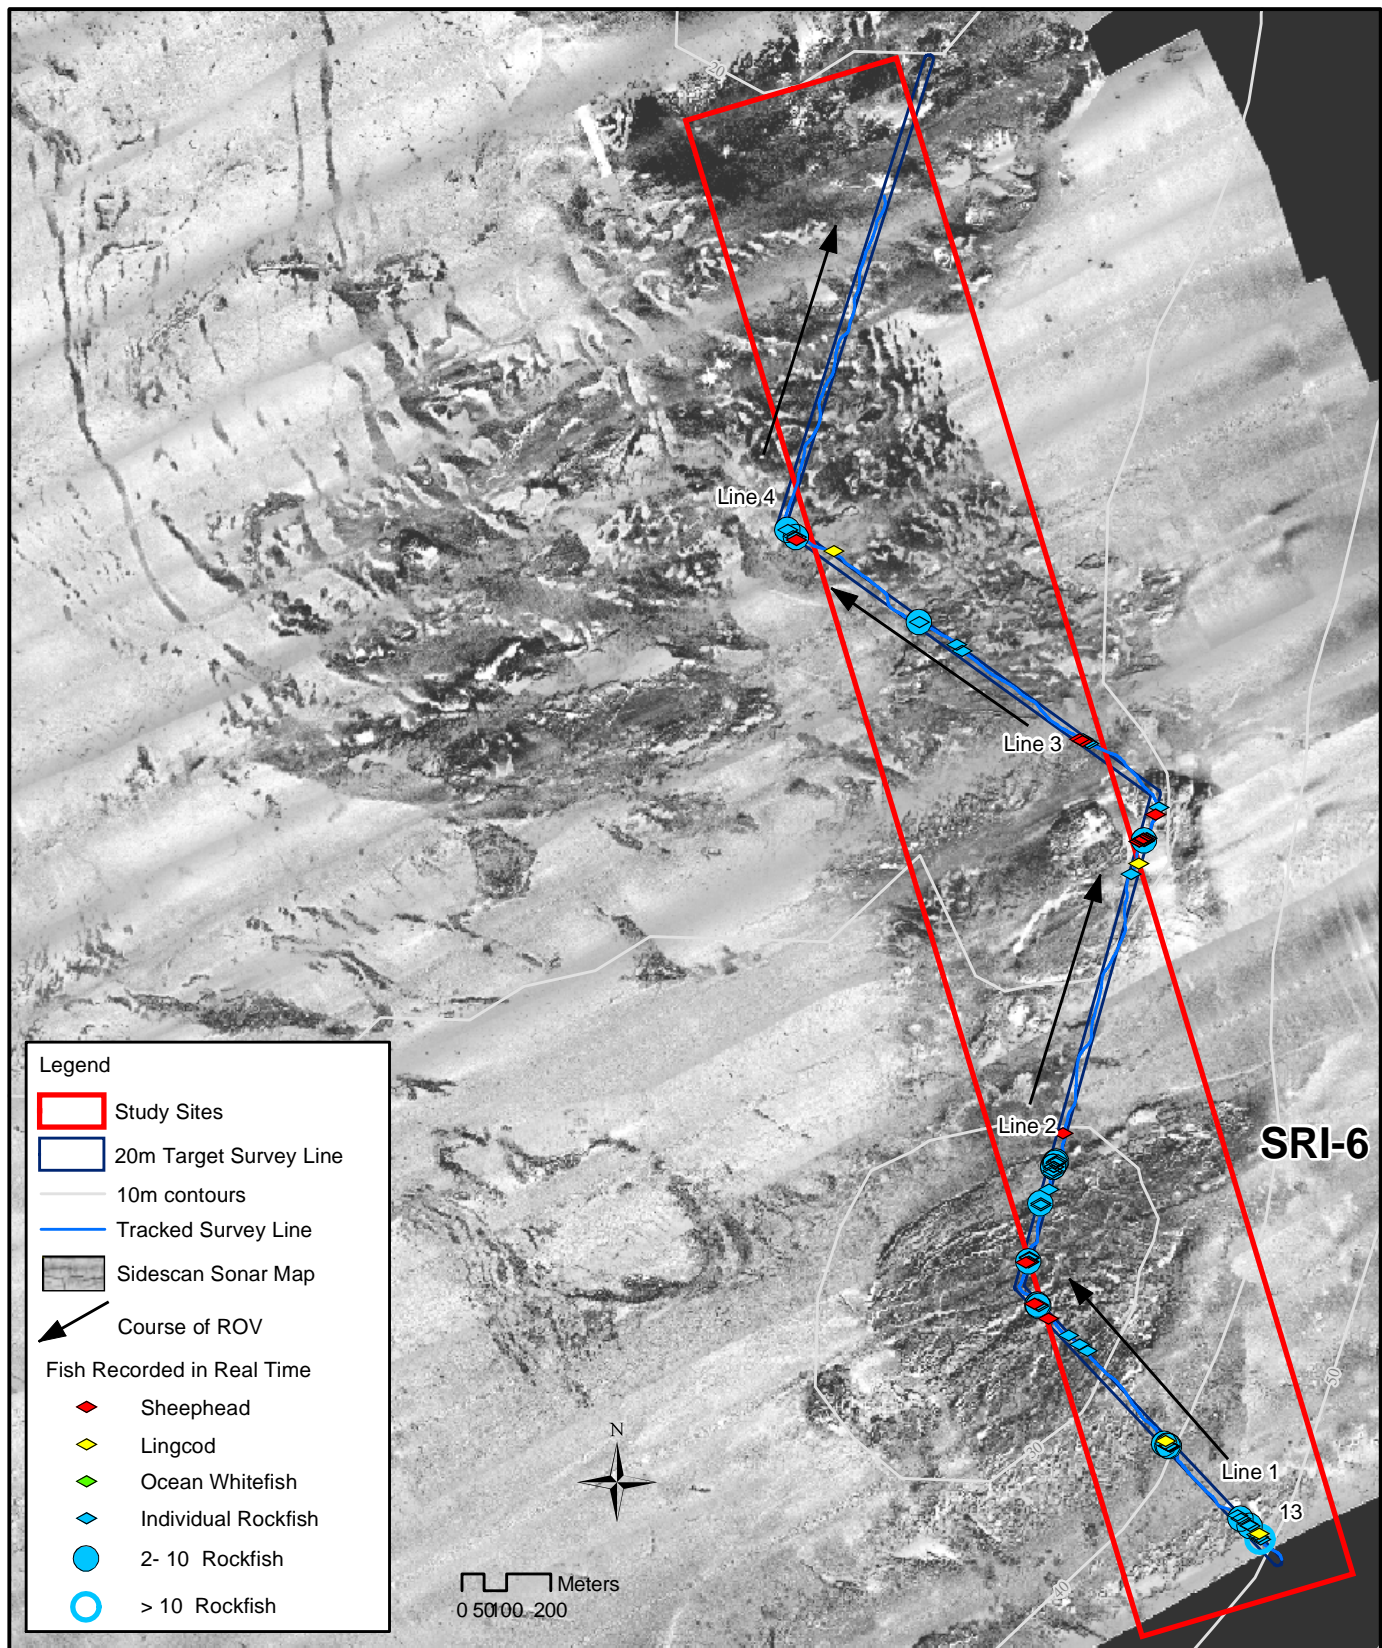 20
Line 4
Line 3
Line 2
SRI-6
50
30
Line 1
13
40
N
Meters
0 50 100 200
Legend
Study Sites
20m Target Survey Line
10m contours
Tracked Survey Line
Sidescan Sonar Map
Course of ROV
Fish Recorded in Real Time
Sheephead
Lingcod
Ocean Whitefish
Individual Rockfish
2- 10 Rockfish
> 10 Rockfish